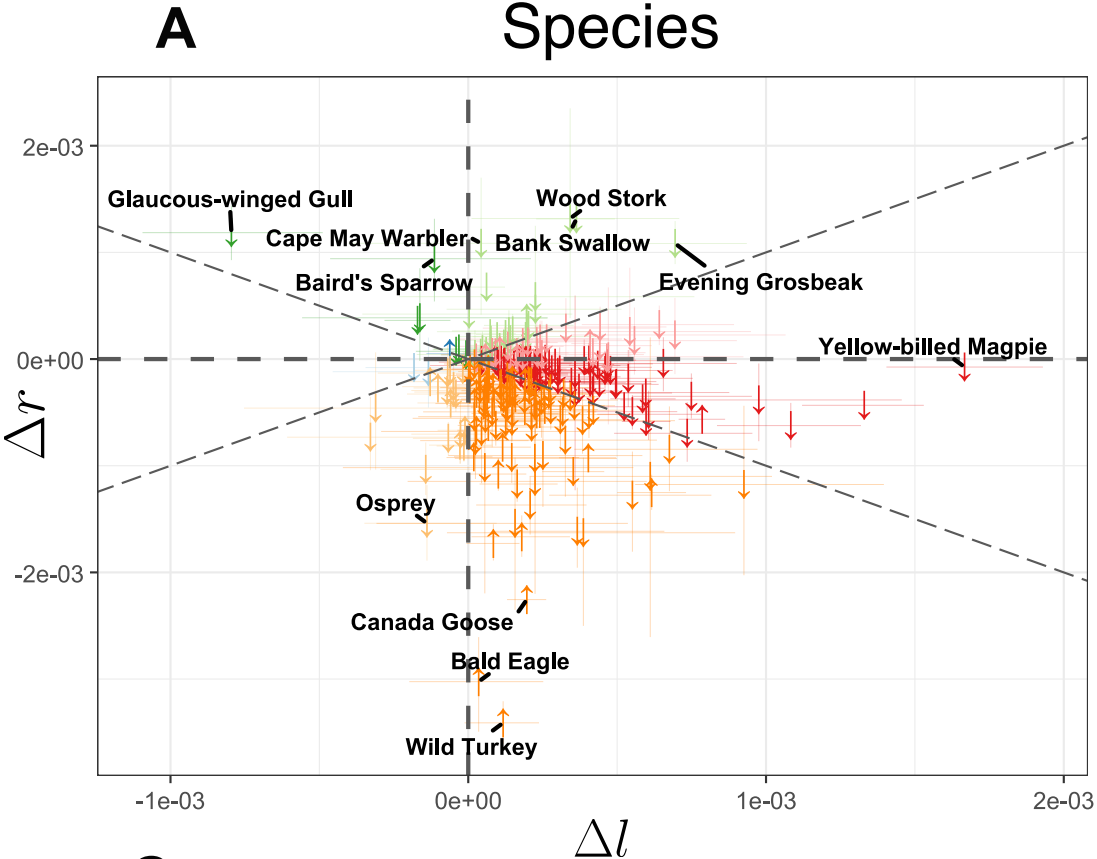 A Species
2e-03
Glaucous-winged Gull
Wood Stork
Cape May Warbler
Bank Swallow
Baird's Sparrow
Evening Grosbeak
Yellow-billed Magpie
0e+00
Δr
Osprey
-2e-03
Canada Goose
Bald Eagle
Wild Turkey
-1e-03 0e+00 1e-03 2e-03
Δl